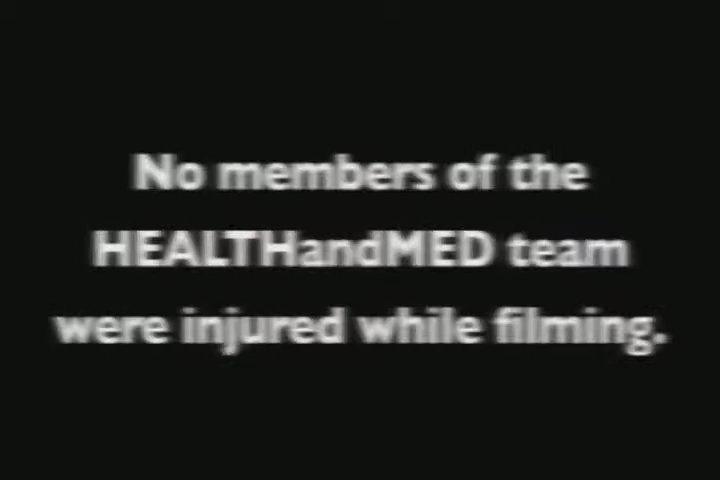 No members of the
HEALTHandMED team
were injured while filming.